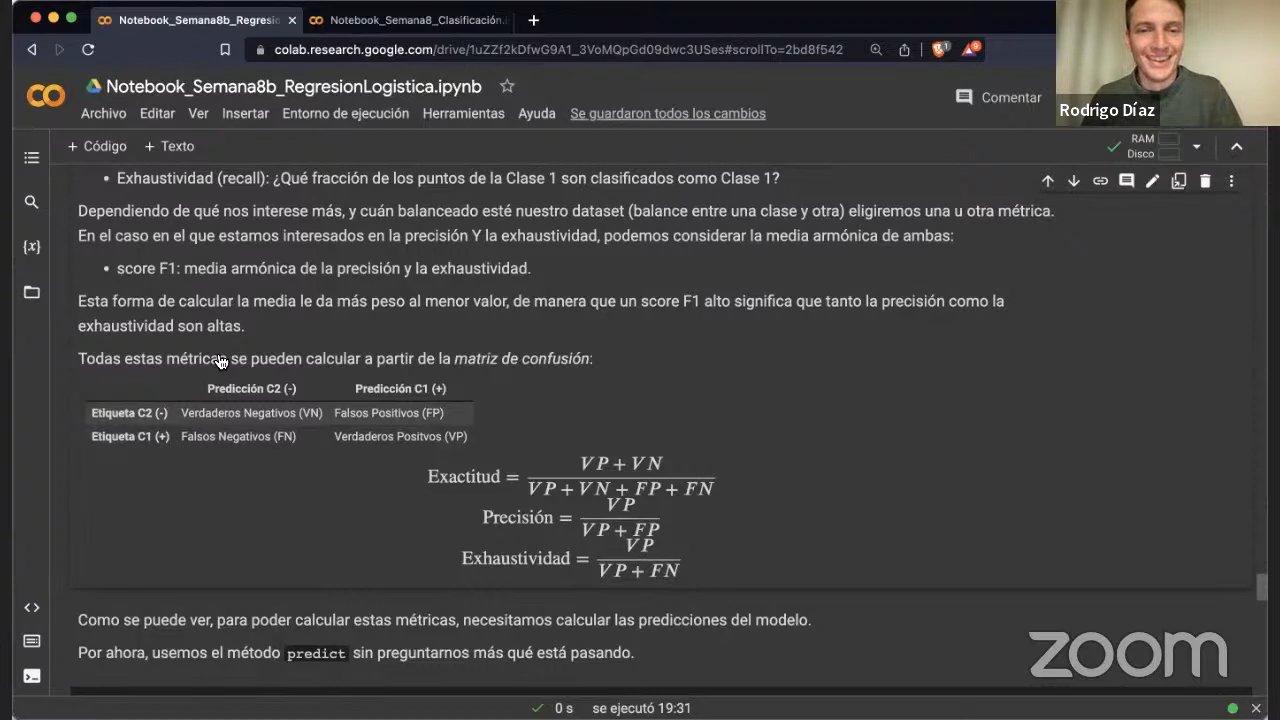 Notebook_Semana8b_Regresio
Notebook_Semana8_Clasificación.i
colab.research.google.com/drive/1uZZf2kDfwG9A1_3VoMQpGd09dwc3USes#scrollTo=2bd8f542
1
9
Notebook_Semana8b_RegresionLogistica.ipynb
Archivo Editar Ver Insertar Entorno de ejecución Herramientas Ayuda Se guardaron todos los cambios
Comentar
Rodrigo Díaz
+ Código + Texto
RAM
Disco
• Exhaustividad (recall): ¿Qué fracción de los puntos de la Clase 1 son clasificados como Clase 1?
Dependiendo de qué nos interese más, y cuán balanceado esté nuestro dataset (balance entre una clase y otra) eligiremos una u otra métrica.
En el caso en el que estamos interesados en la precisión Y la exhaustividad, podemos considerar la media armónica de ambas:
• score F1: media armónica de la precisión y la exhaustividad.
Esta forma de calcular la media le da más peso al menor valor, de manera que un score F1 alto significa que tanto la precisión como la
exhaustividad son altas.
Todas estas métricas se pueden calcular a partir de la matriz de confusión:
Predicción C2 (-) Predicción C1 (+)
Etiqueta C2 (-) Verdaderos Negativos (VN) Falsos Positivos (FP)
Etiqueta C1 (+) Falsos Negativos (FN) Verdaderos Positvos (VP)
Exactitud = VP + VN / VP + VN + FP + FN
Precisión = VP / VP + FP
Exhaustividad = VP / VP + FN
Como se puede ver, para poder calcular estas métricas, necesitamos calcular las predicciones del modelo.
Por ahora, usemos el método predict sin preguntarnos más qué está pasando.
zoom
0 s se ejecutó 19:31